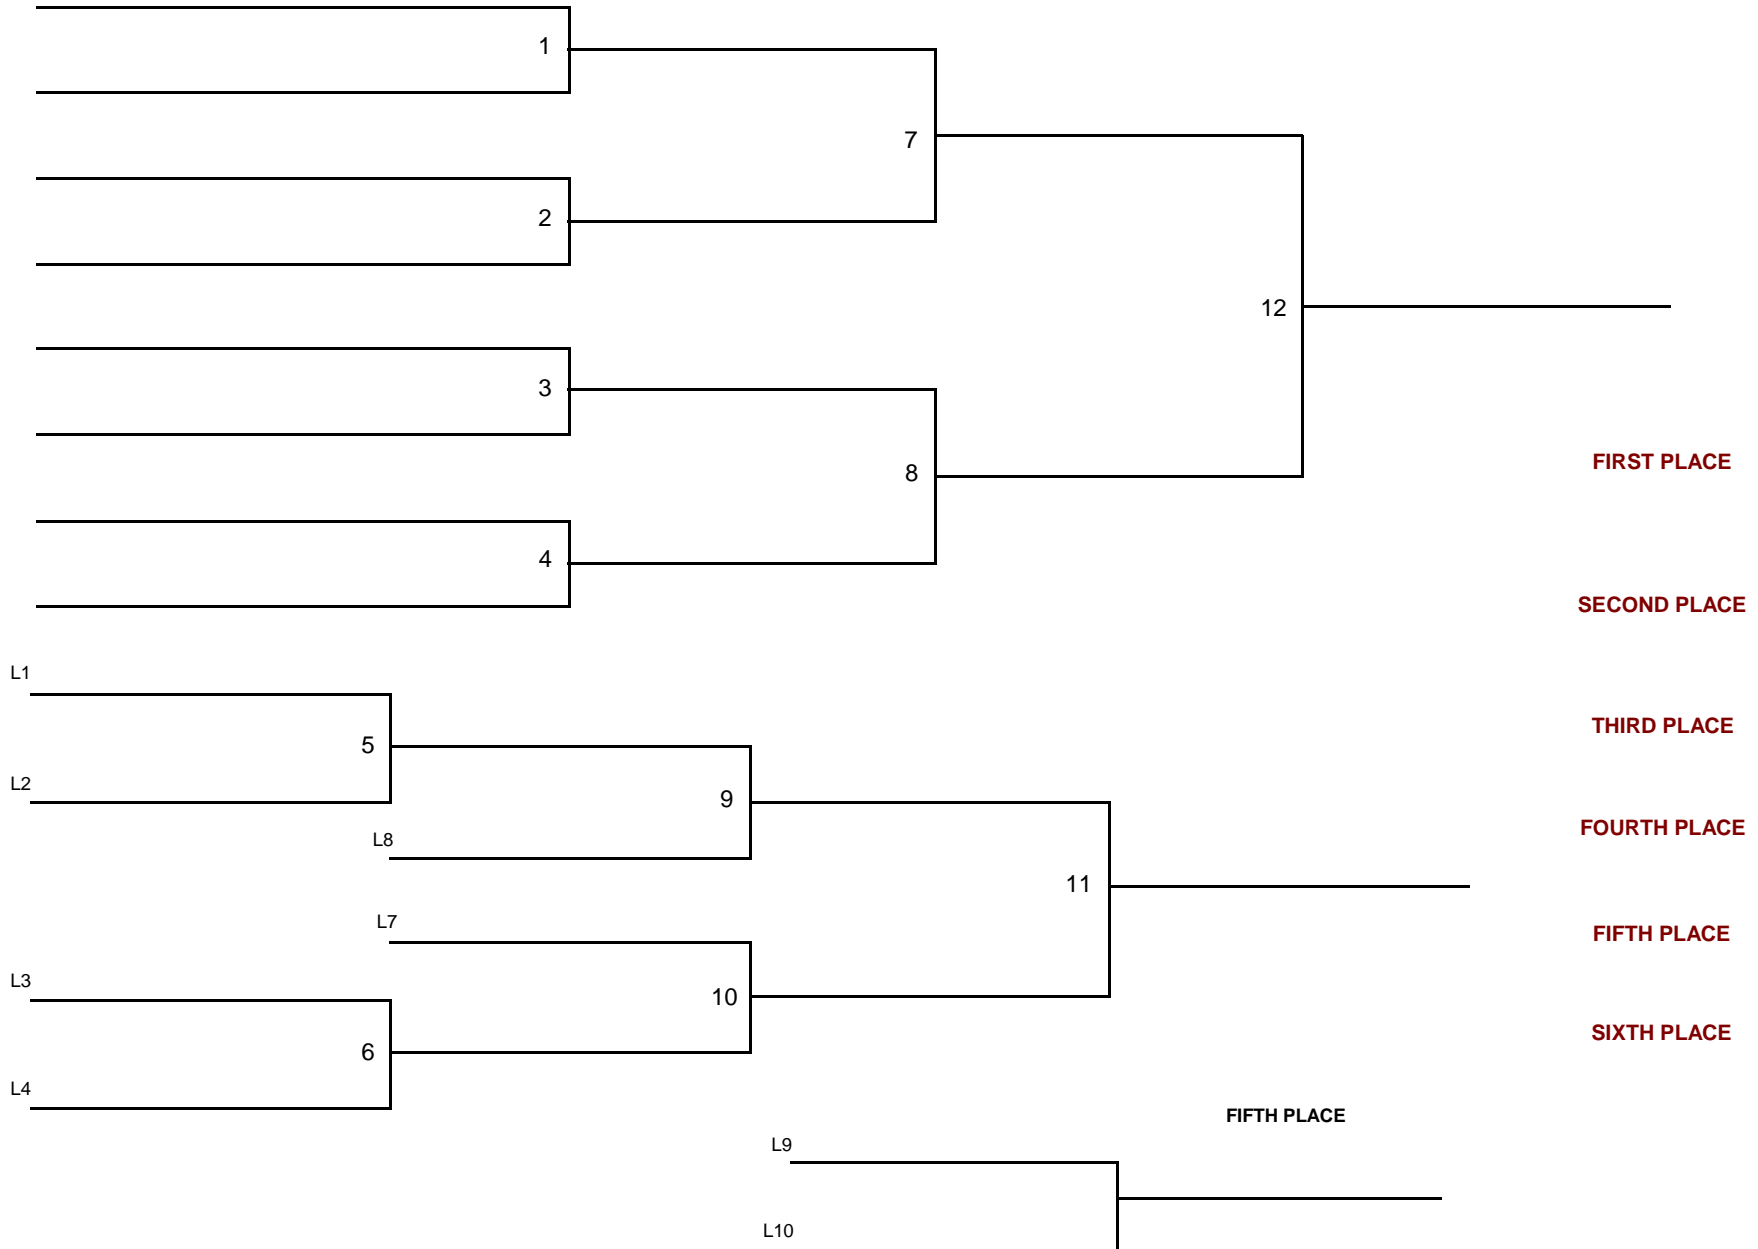 1
7
2
12
3
FIRST PLACE
8
4
SECOND PLACE
L1
THIRD PLACE
5
L2
9
FOURTH PLACE
L8
11
L7
FIFTH PLACE
L3
10
SIXTH PLACE
6
L4
FIFTH PLACE
L9
L10